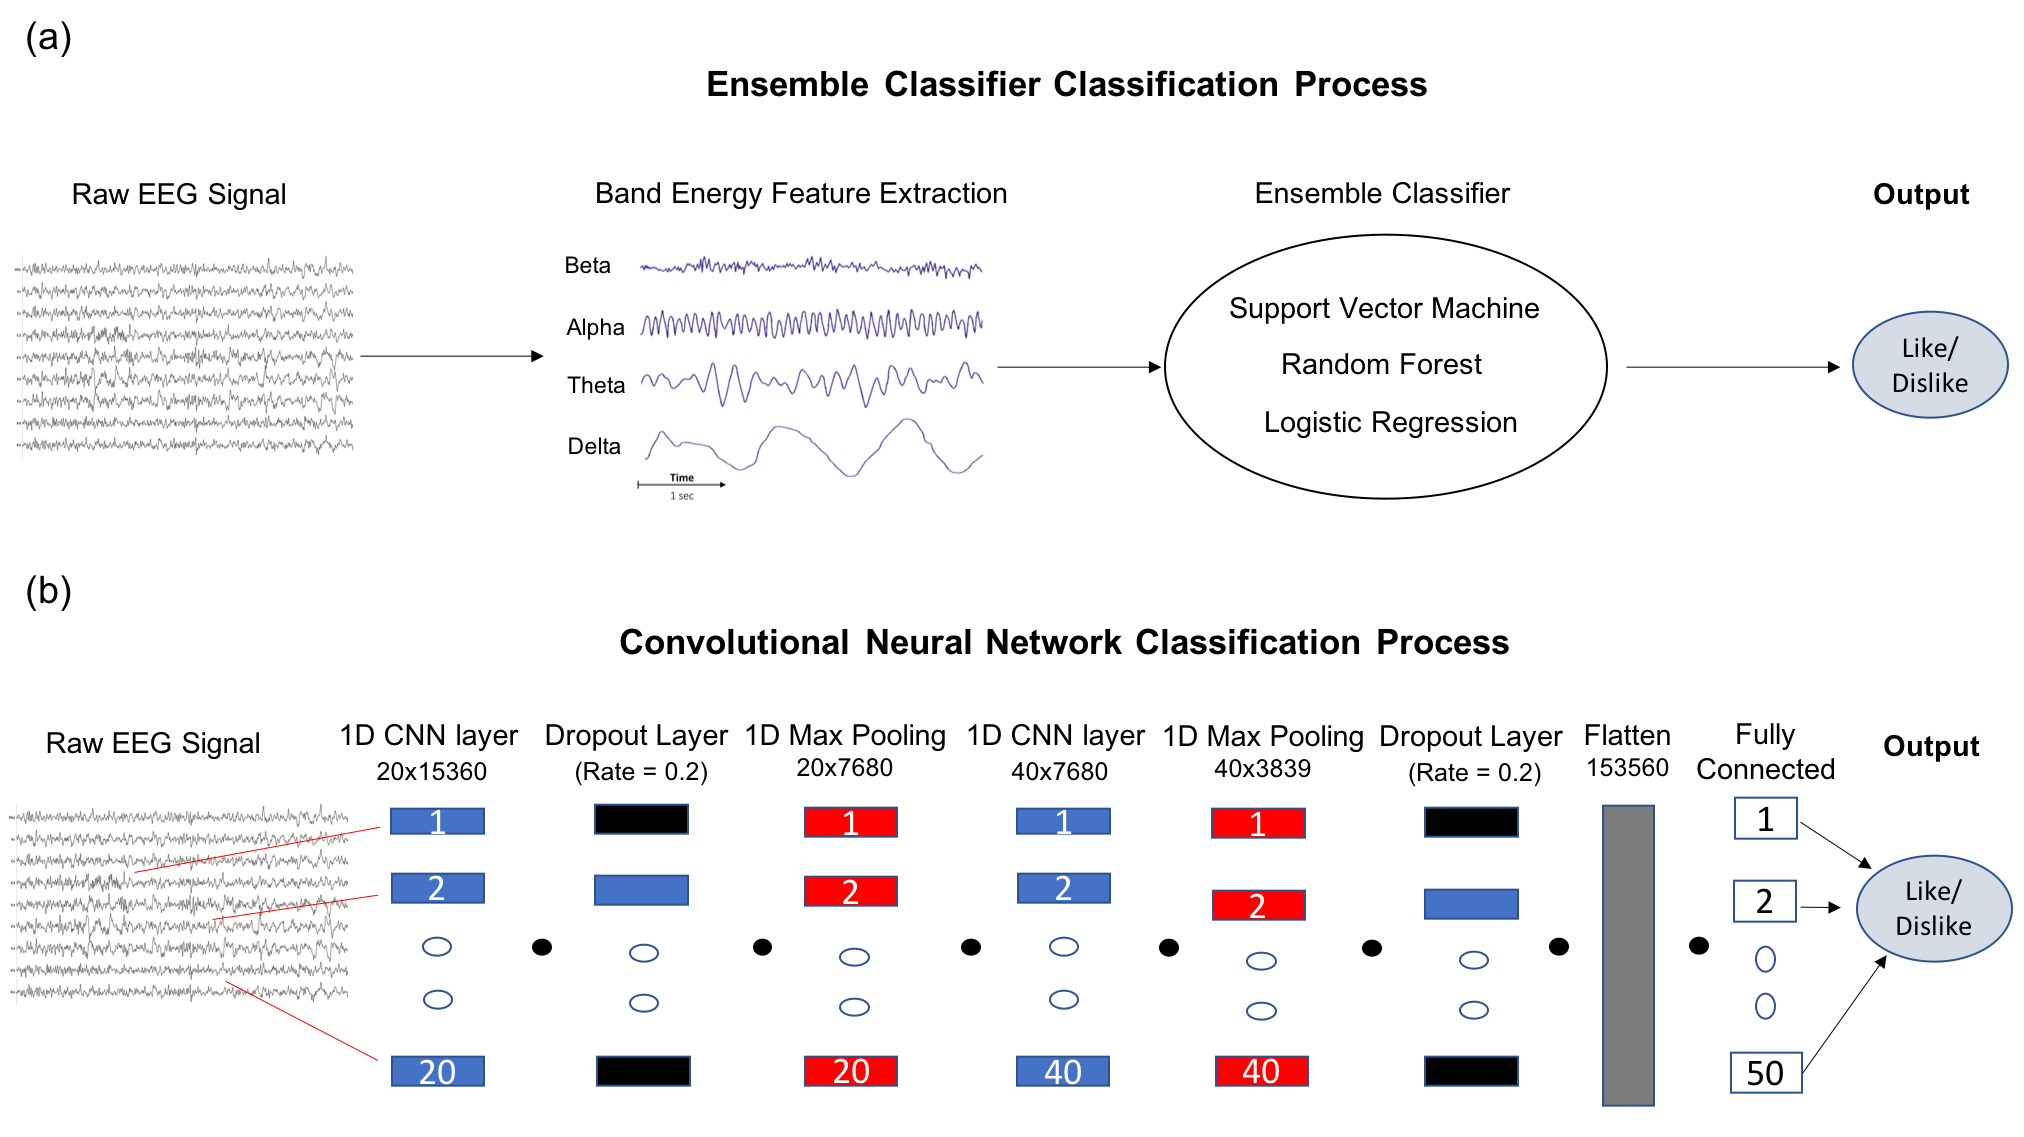 (a)
Ensemble Classifier Classification Process
Raw EEG Signal
Band Energy Feature Extraction
Ensemble Classifier
Output
Beta
Alpha
Theta
Delta
Time
1 sec
Support Vector Machine
Random Forest
Logistic Regression
Like/
Dislike
(b)
Convolutional Neural Network Classification Process
Raw EEG Signal
1D CNN layer
20x15360
1
2
20
Dropout Layer
(Rate = 0.2)
1D Max Pooling
20x7680
1
2
20
1D CNN layer
40x7680
1
2
40
1D Max Pooling
40x3839
1
2
40
Dropout Layer
(Rate = 0.2)
Flatten
153560
Fully
Connected
1
2
50
Output
Like/
Dislike